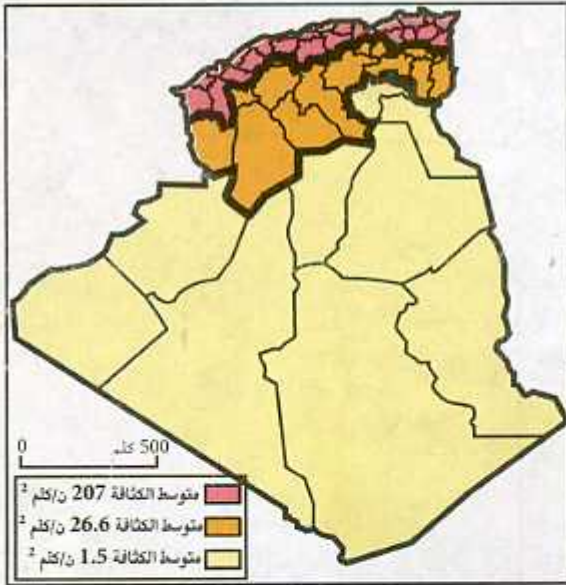 0 500 كلم
متوسط الكثافة 207 ن/كلم ²
متوسط الكثافة 26.6 ن/كلم ²
متوسط الكثافة 1.5 ن/كلم ²